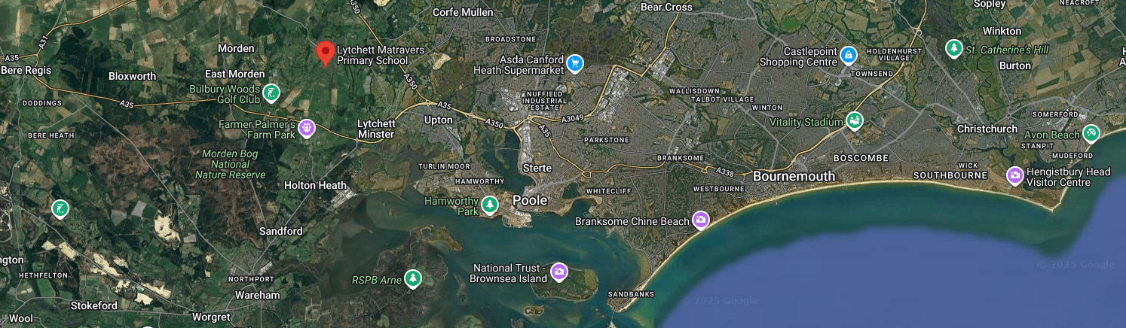 Corfe Mullen
Bear Cross
Sopley
A350
A31
Morden
Lytchett Matravers
Primary School
BROADSTONE
Asda Canford
Heath Supermarket
Castlepoint
Shopping Centre
HOLDENHURST
VILLAGE
Winkton
St. Catherine's Hill
Burton
A35
Bere Regis
Bloxworth
East Morden
Bulbury Woods
Golf Club
A350
TOWNSEND
DODDINGS
A35
A35
NUFFIELD
INDUSTRIAL
ESTATE
WALLISDOWN
TALBOT VILLAGE
WINTON
SOMERFORD
BERE HEATH
Farmer Palmer's
Farm Park
Lytchett
Minster
Upton
A350
A35
A3049
PARKSTONE
Vitality Stadium
Christchurch
Avon Beach
STANPIT
MUDEFORD
Morden Bog
National
Nature Reserve
TURLIN MOOR
Sterte
BRANKSOME
A338
BOSCOMBE
WICK
SOUTHBOURNE
Hengistbury Head
Visitor Centre
Holton Heath
HAMWORTHY
Hamworthy
Park
Poole
WHITECLIFF
WESTBOURNE
Bournemouth
Branksome Chine Beach
Sandford
HETHFELTON
NORTHPORT
RSPB Arne
National Trust -
Brownsea Island
SANDBANKS
Wareham
Stokeford
Wool
Worgret
© 2025 Google
© 2025 Google